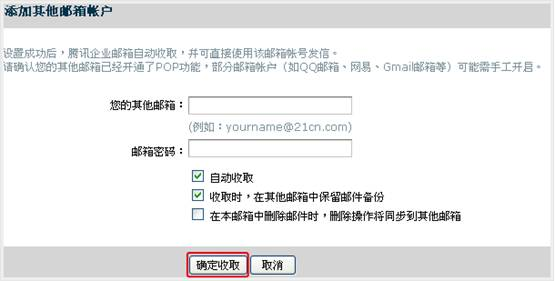 添加其他邮箱帐户
设置成功后，腾讯企业邮箱自动收取，并可直接使用该邮箱帐号发信。
请确认您的其他邮箱已经开通了POP功能，部分邮箱帐户（如QQ邮箱、网易、Gmail邮箱等）可能需手工开启。
您的其他邮箱：
(例如：yourname@21cn.com)
邮箱密码：
自动收取
收取时，在其他邮箱中保留邮件备份
在本邮箱中删除邮件时，删除操作将同步到其他邮箱
确定收取 取消